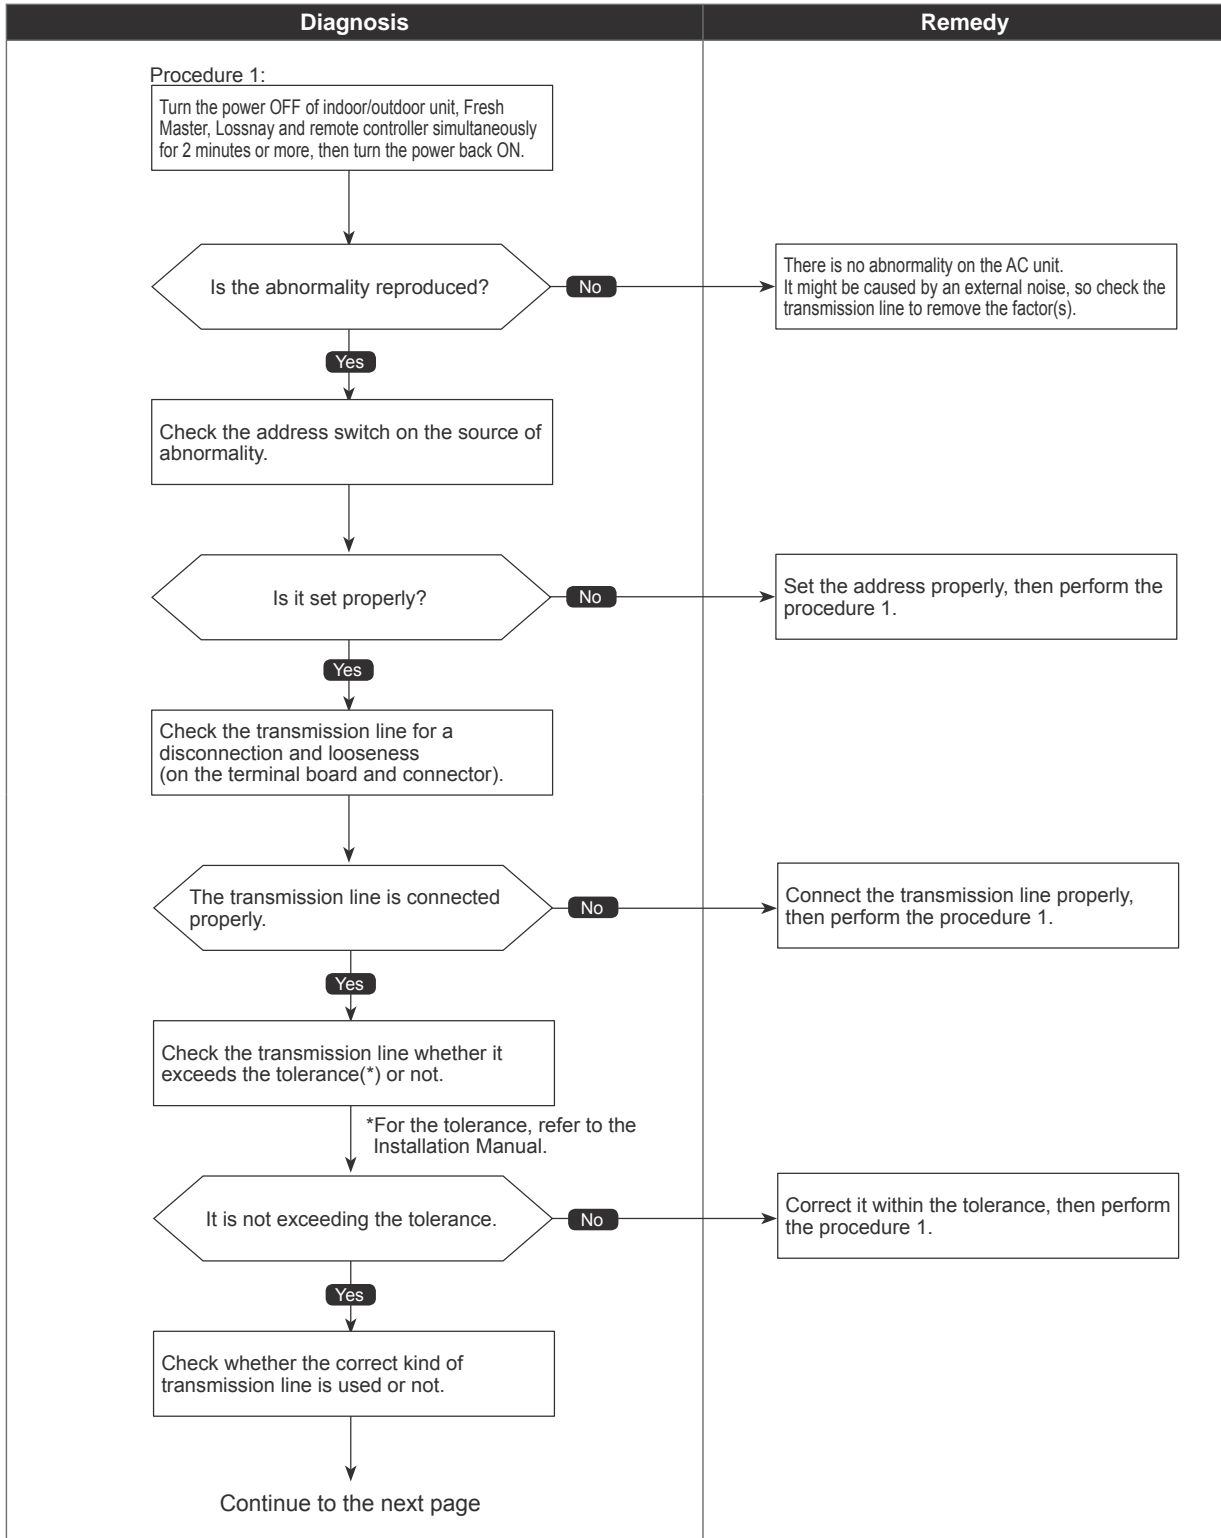 Diagnosis
Remedy
Procedure 1:
Turn the power OFF of indoor/outdoor unit, Fresh
Master, Lossnay and remote controller simultaneously
for 2 minutes or more, then turn the power back ON.
Is the abnormality reproduced?
No
There is no abnormality on the AC unit.
It might be caused by an external noise, so check the
transmission line to remove the factor(s).
Yes
Check the address switch on the source of
abnormality.
Is it set properly?
No
Set the address properly, then perform the
procedure 1.
Yes
Check the transmission line for a
disconnection and looseness
(on the terminal board and connector).
The transmission line is connected
properly.
No
Connect the transmission line properly,
then perform the procedure 1.
Yes
Check the transmission line whether it
exceeds the tolerance(*) or not.
*For the tolerance, refer to the
Installation Manual.
It is not exceeding the tolerance.
No
Correct it within the tolerance, then perform
the procedure 1.
Yes
Check whether the correct kind of
transmission line is used or not.
Continue to the next page